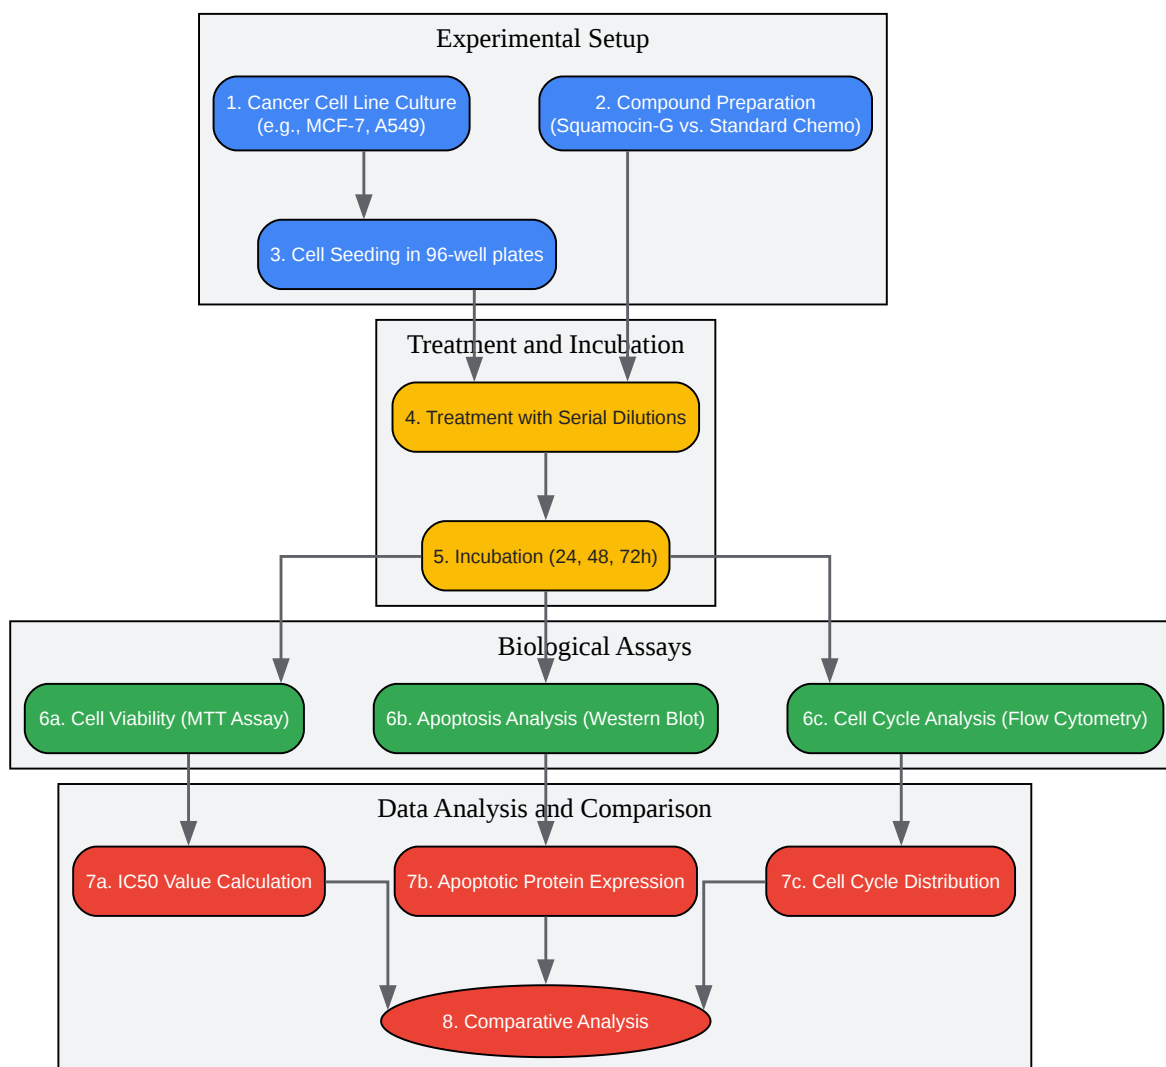 Experimental Setup
1. Cancer Cell Line Culture
(e.g., MCF-7, A549)
2. Compound Preparation
(Squamocin-G vs. Standard Chemo)
3. Cell Seeding in 96-well plates
Treatment and Incubation
4. Treatment with Serial Dilutions
5. Incubation (24, 48, 72h)
Biological Assays
6a. Cell Viability (MTT Assay)
6b. Apoptosis Analysis (Western Blot)
6c. Cell Cycle Analysis (Flow Cytometry)
Data Analysis and Comparison
7a. IC50 Value Calculation
7b. Apoptotic Protein Expression
7c. Cell Cycle Distribution
8. Comparative Analysis